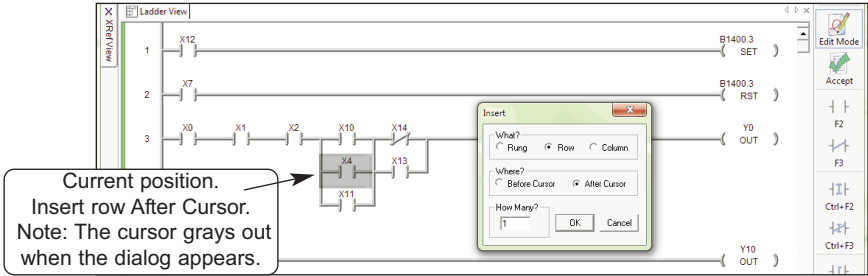 XRef View
Ladder View
Edit Mode
Accept
F2
F3
Ctrl+F2
Ctrl+F3
1
X12
B1400.3
SET
2
X7
B1400.3
RST
3
X0
X1
X2
X10
X14
Y0
OUT
X4
X13
X11
Y10
OUT
Insert
What?
Rung
Row
Column
Where?
Before Cursor
After Cursor
How Many?
1
OK
Cancel
Current position.
Insert row After Cursor.
Note: The cursor grays out
when the dialog appears.